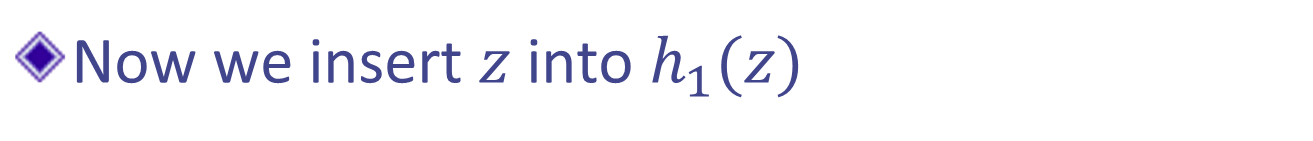 Now we insert z into h₁(z)